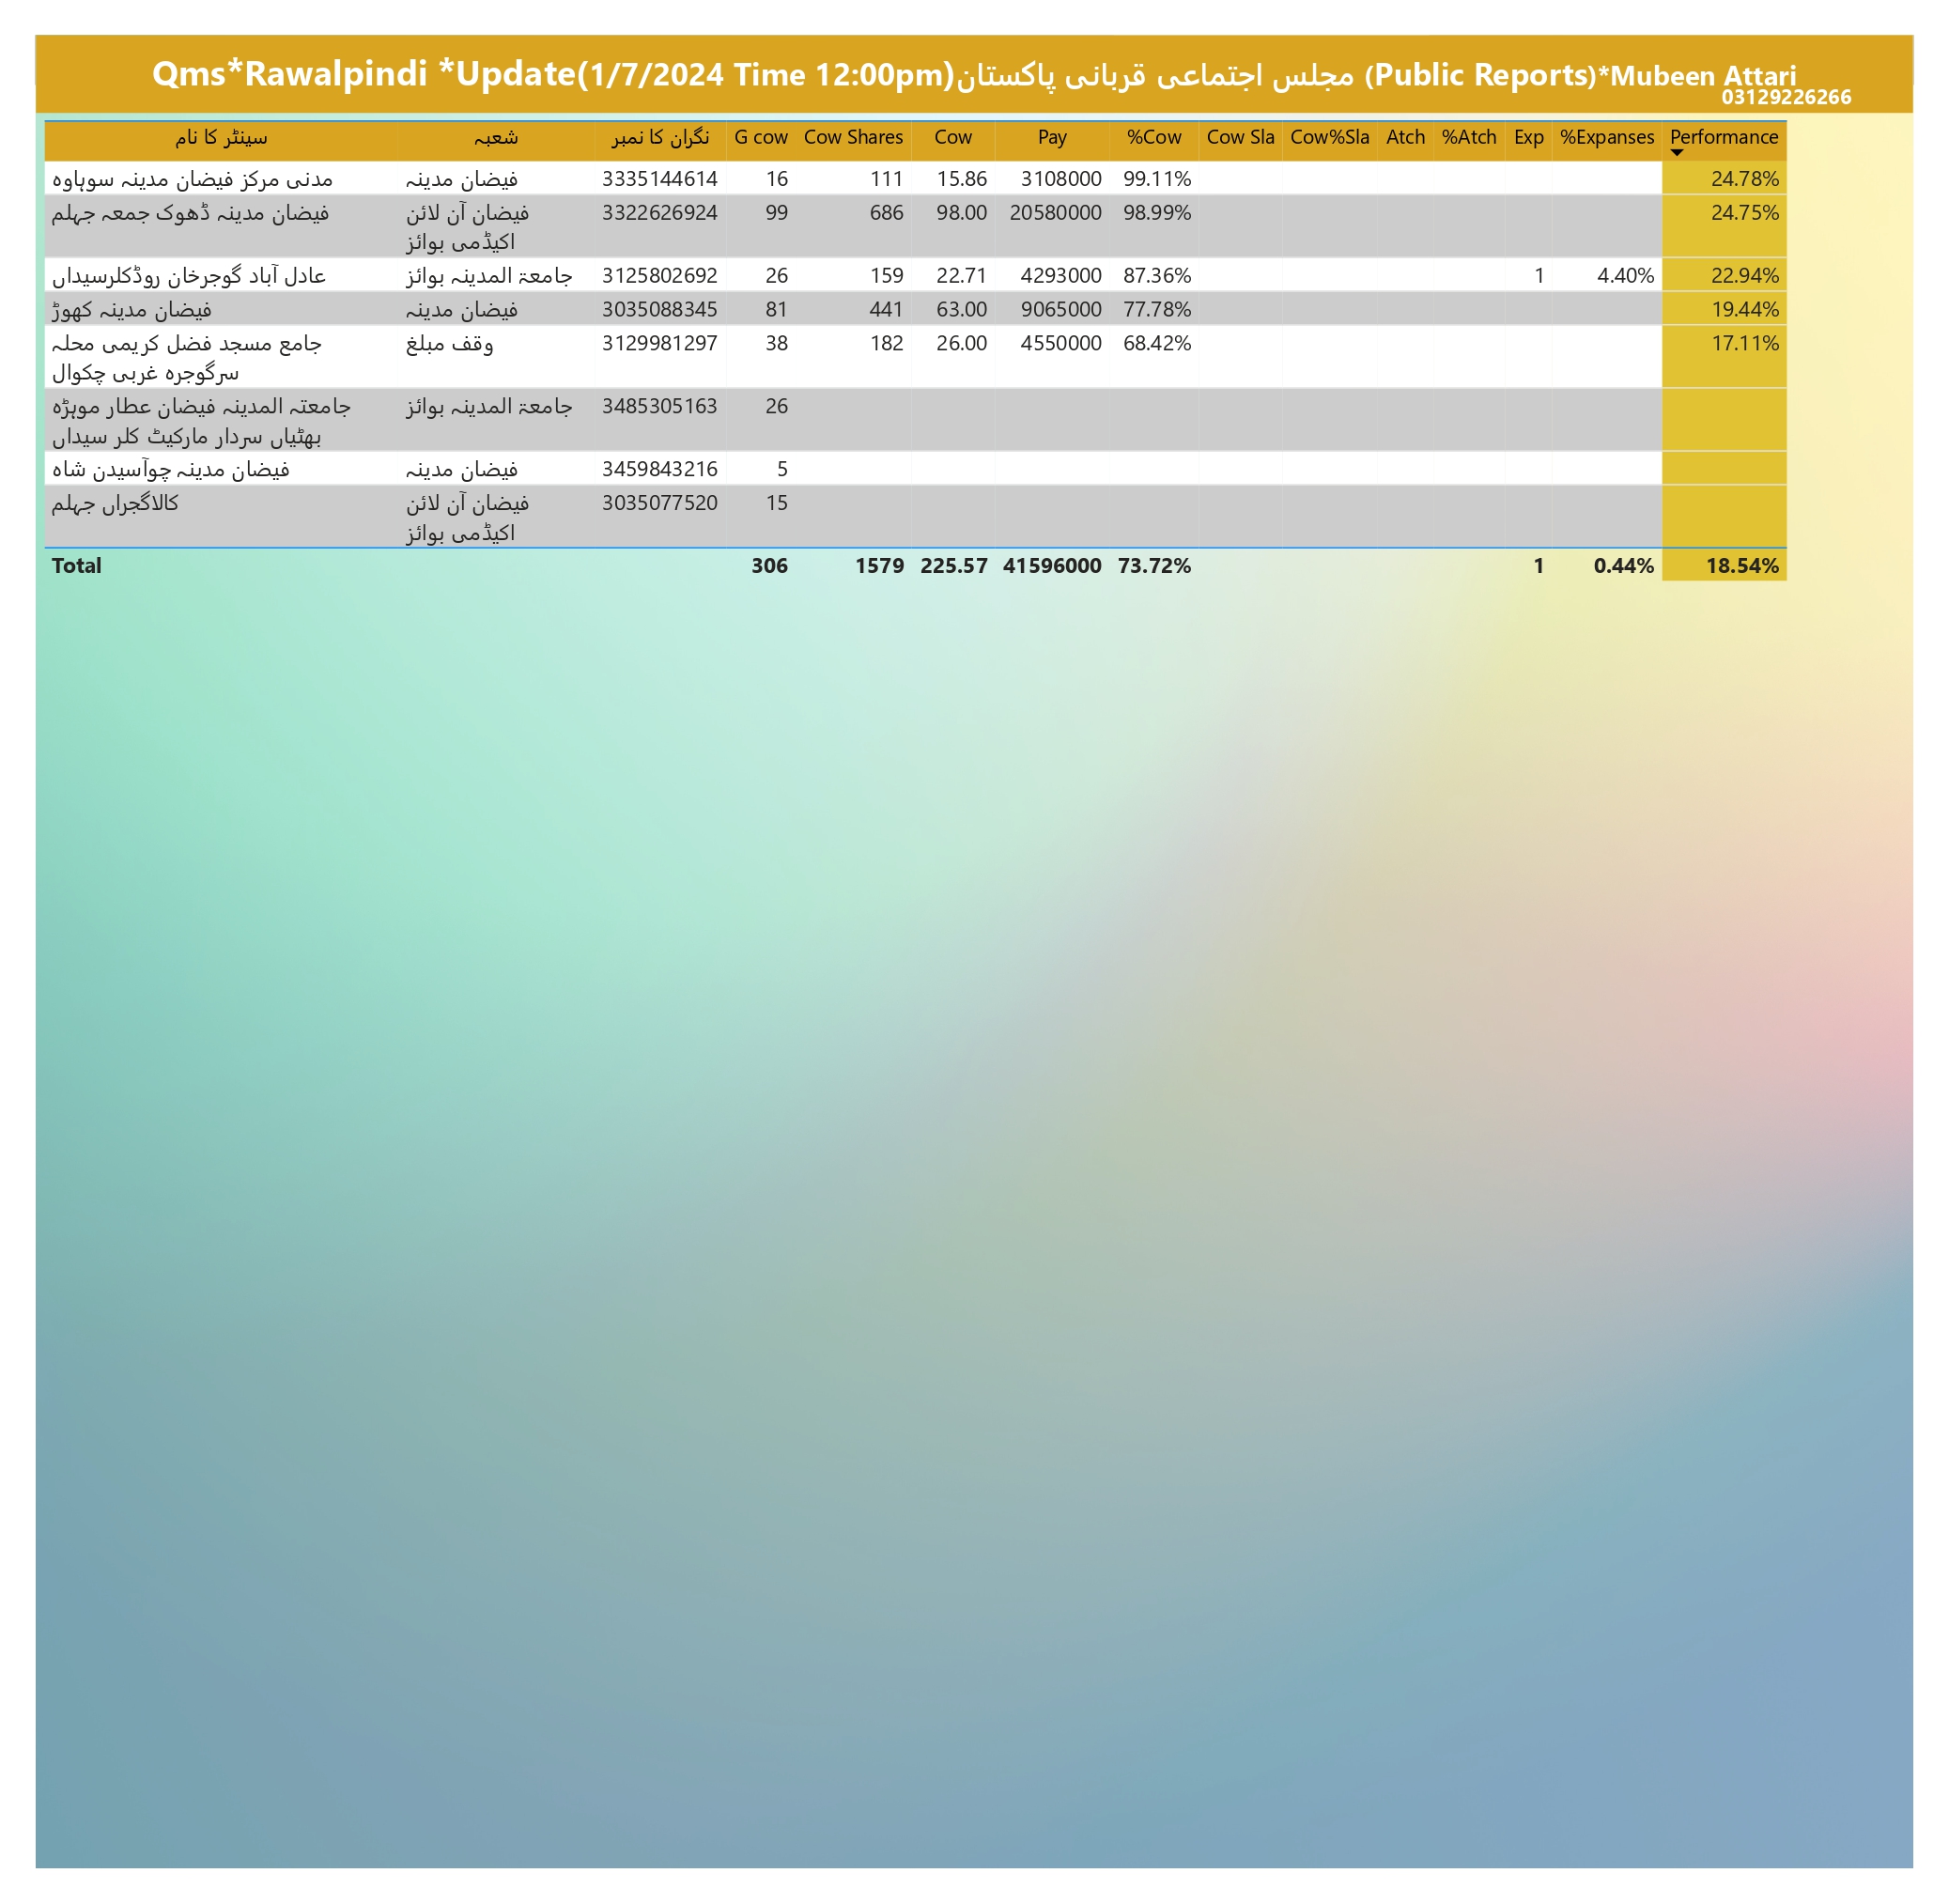 Qms*Rawalpindi *Update(1/7/2024 Time 12:00pm)مجلس اجتماعی قربانی پاکستان (Public Reports)*Mubeen Attari
03129226266
سینٹر کا نام شعبہ نگران کا نمبر G cow Cow Shares Cow Pay %Cow Cow Sla Cow%Sla Atch %Atch Exp %Expanses Performance
مدنی مرکز فیضان مدینہ سوہاوہ فیضان مدینہ 3335144614 16 111 15.86 3108000 99.11% 24.78%
فیضان مدینہ ڈھوک جمعہ جہلم فیضان آن لائن 3322626924 99 686 98.00 20580000 98.99% 24.75%
اکیڈمی بوائز
عادل آباد گوجرخان روڈکلرسیداں جامعۃ المدینہ بوائز 3125802692 26 159 22.71 4293000 87.36% 1 4.40% 22.94%
فیضان مدینہ کھوڑ فیضان مدینہ 3035088345 81 441 63.00 9065000 77.78% 19.44%
جامع مسجد فضل کریمی محلہ وقف مبلغ 3129981297 38 182 26.00 4550000 68.42% 17.11%
سرگوجرہ غربی چکوال
جامعتہ المدینہ فیضان عطار موہڑہ جامعۃ المدینہ بوائز 3485305163 26
بھٹیاں سردار مارکیٹ کلر سیداں
فیضان مدینہ چوآسیدن شاہ فیضان مدینہ 3459843216 5
کالاگجراں جہلم فیضان آن لائن 3035077520 15
اکیڈمی بوائز
Total 306 1579 225.57 41596000 73.72% 1 0.44% 18.54%